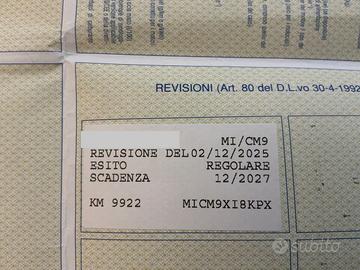 REVISIONI (Art. 80 del D.L.vo 30-4-1992
MI/CM9
REVISIONE DEL 02/12/2025
ESITO REGOLARE
SCADENZA 12/2027
KM 9922 MICM9XI8KPX
subito